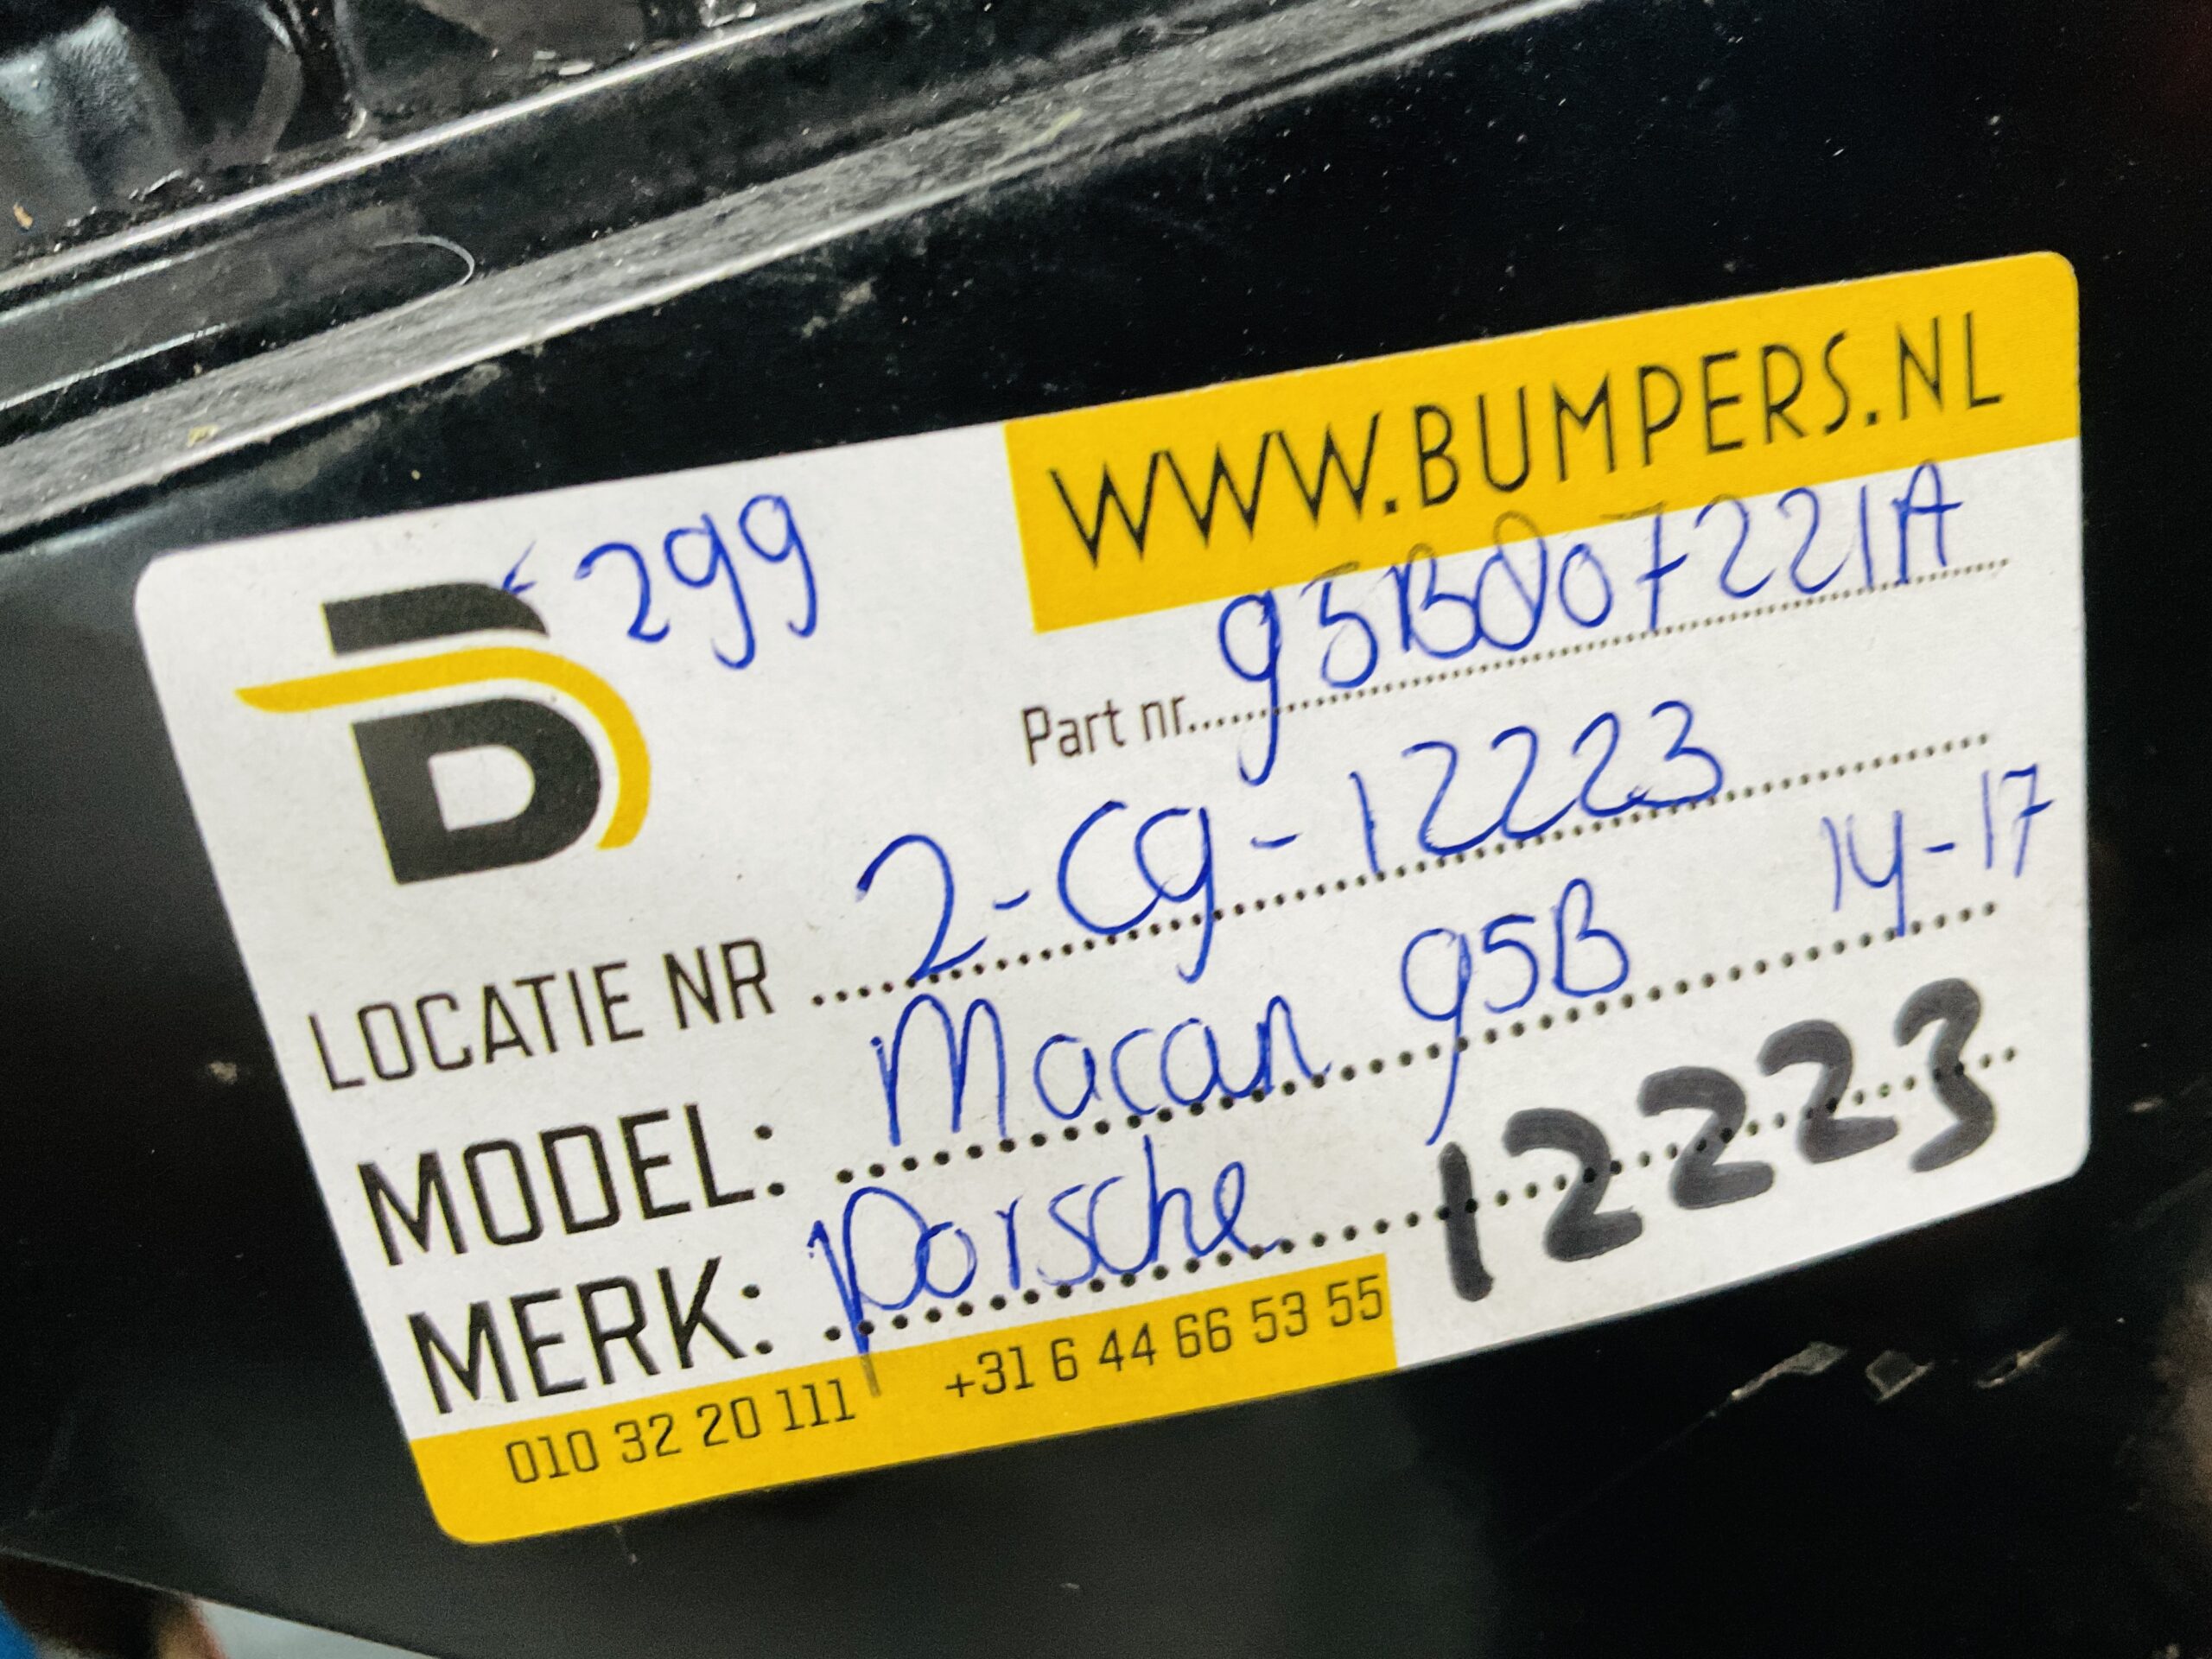 WWW.BUMPERS.NL
€ 299
Part nr. 95B807221A
LOCATIE NR 2-C9-12223
MODEL: Macan 95B 14-17
MERK: Porsche 12223
010 32 20 111 +31 6 44 66 53 55